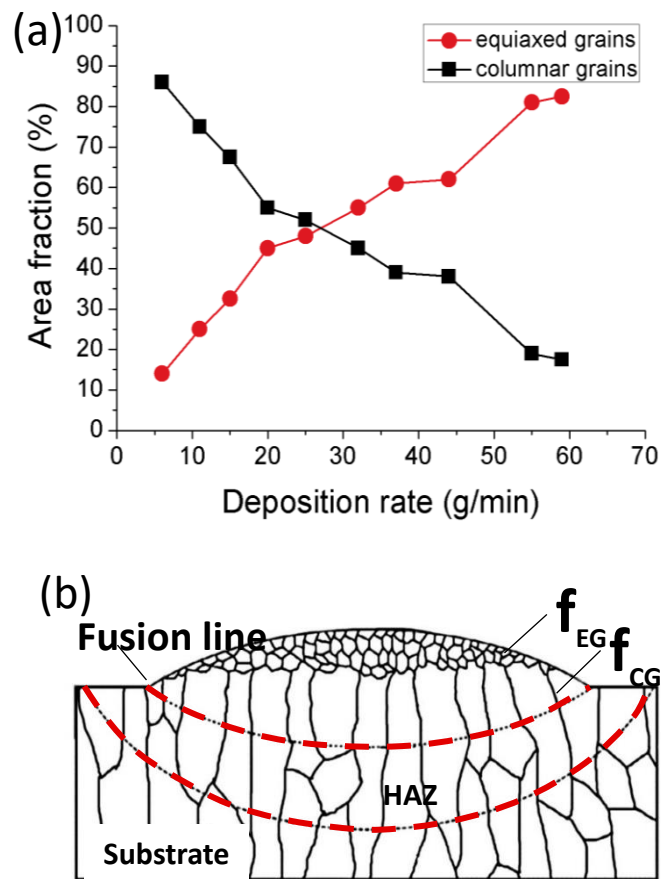 (a)
100
90
80
70
60
50
40
30
20
10
0
Area fraction (%)
equiaxed grains
columnar grains
0 10 20 30 40 50 60 70
Deposition rate (g/min)
(b)
Fusion line
fEG
fCG
HAZ
Substrate